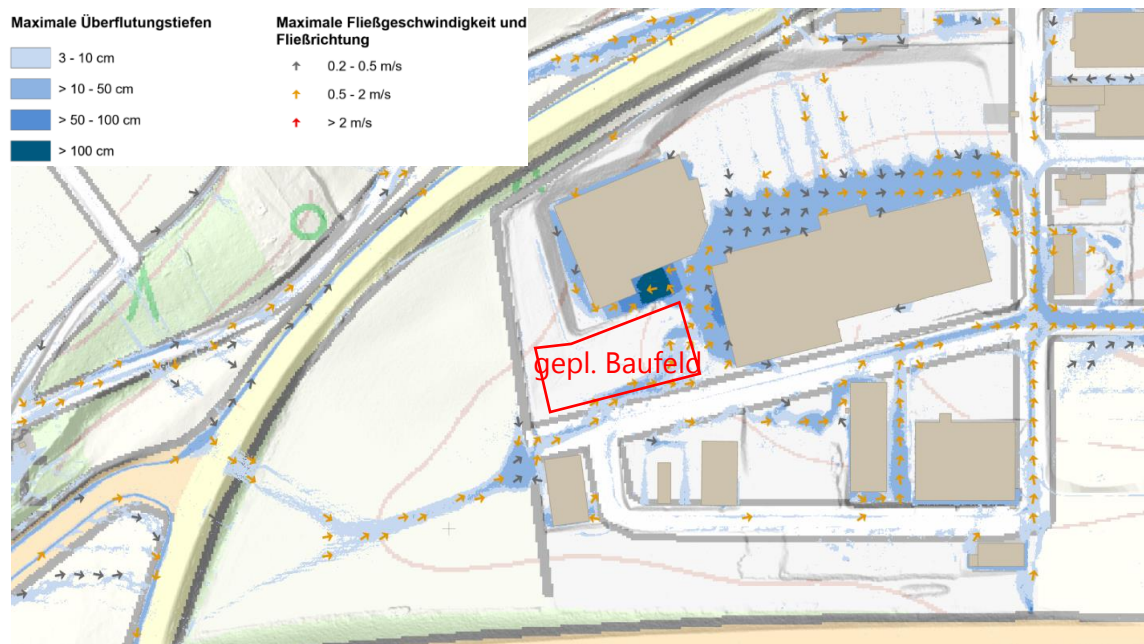 Maximale Überflutungstiefen
3 - 10 cm
> 10 - 50 cm
> 50 - 100 cm
> 100 cm
Maximale Fließgeschwindigkeit und
Fließrichtung
0.2 - 0.5 m/s
0.5 - 2 m/s
> 2 m/s
gepl. Baufeld